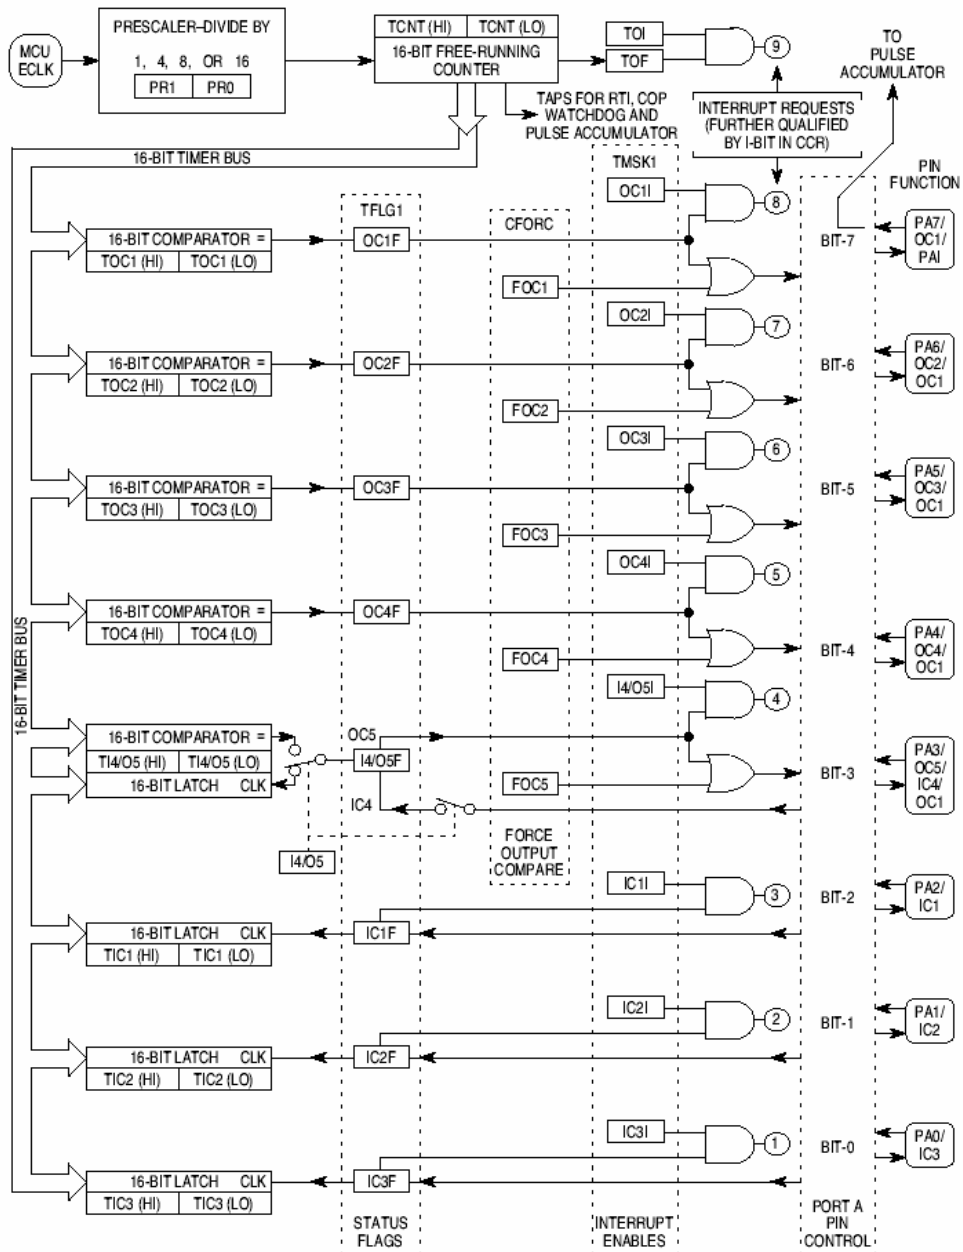 MCU
ECLK
PRESCALER–DIVIDE BY
1, 4, 8, OR 16
PR1 PR0
TCNT (HI) TCNT (LO)
16-BIT FREE-RUNNING
COUNTER
TOI
TOF
9
TO
PULSE
ACCUMULATOR
TAPS FOR RTI, COP
WATCHDOG AND
PULSE ACCUMULATOR
INTERRUPT REQUESTS
(FURTHER QUALIFIED
BY I-BIT IN CCR)
16-BIT TIMER BUS
16-BIT TIMER BUS
TMSK1
PIN
FUNCTION
TFLG1
CFORC
OC1I
8
16-BIT COMPARATOR =
TOC1 (HI) TOC1 (LO)
OC1F
FOC1
BIT-7
PA7/
OC1/
PAI
OC2I
7
16-BIT COMPARATOR =
TOC2 (HI) TOC2 (LO)
OC2F
FOC2
BIT-6
PA6/
OC2/
OC1
OC3I
6
16-BIT COMPARATOR =
TOC3 (HI) TOC3 (LO)
OC3F
FOC3
BIT-5
PA5/
OC3/
OC1
OC4I
5
16-BIT COMPARATOR =
TOC4 (HI) TOC4 (LO)
OC4F
FOC4
BIT-4
PA4/
OC4/
OC1
I4/O5I
4
16-BIT COMPARATOR =
TI4/O5 (HI) TI4/O5 (LO)
16-BIT LATCH CLK
OC5
I4/O5F
IC4
FOC5
BIT-3
PA3/
OC5/
IC4/
OC1
I4/O5
FORCE
OUTPUT
COMPARE
IC1I
3
16-BIT LATCH CLK
TIC1 (HI) TIC1 (LO)
IC1F
BIT-2
PA2/
IC1
IC2I
2
16-BIT LATCH CLK
TIC2 (HI) TIC2 (LO)
IC2F
BIT-1
PA1/
IC2
IC3I
1
16-BIT LATCH CLK
TIC3 (HI) TIC3 (LO)
IC3F
BIT-0
PA0/
IC3
STATUS
FLAGS
INTERRUPT
ENABLES
PORT A
PIN
CONTROL